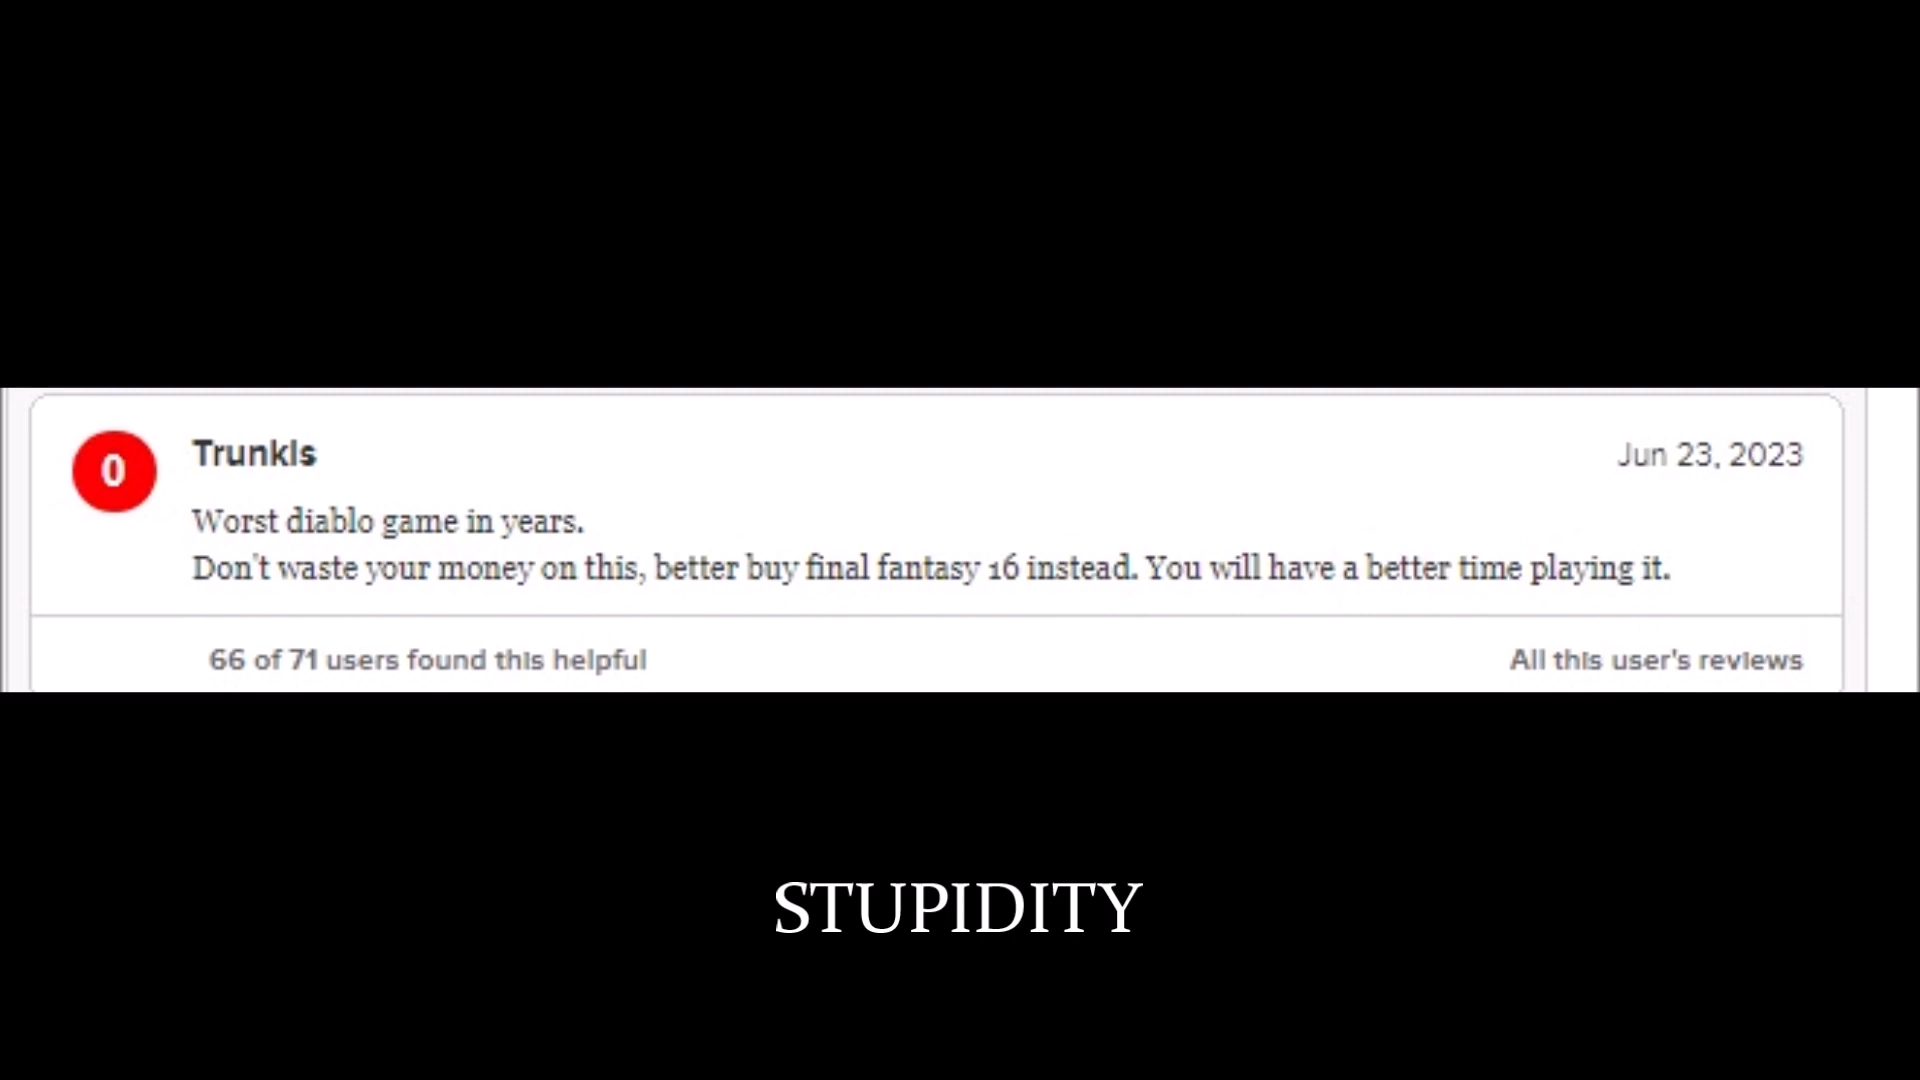 0
Trunkls
Jun 23, 2023
Worst diablo game in years.
Don't waste your money on this, better buy final fantasy 16 instead. You will have a better time playing it.
66 of 71 users found this helpful
All this user's reviews
STUPIDITY